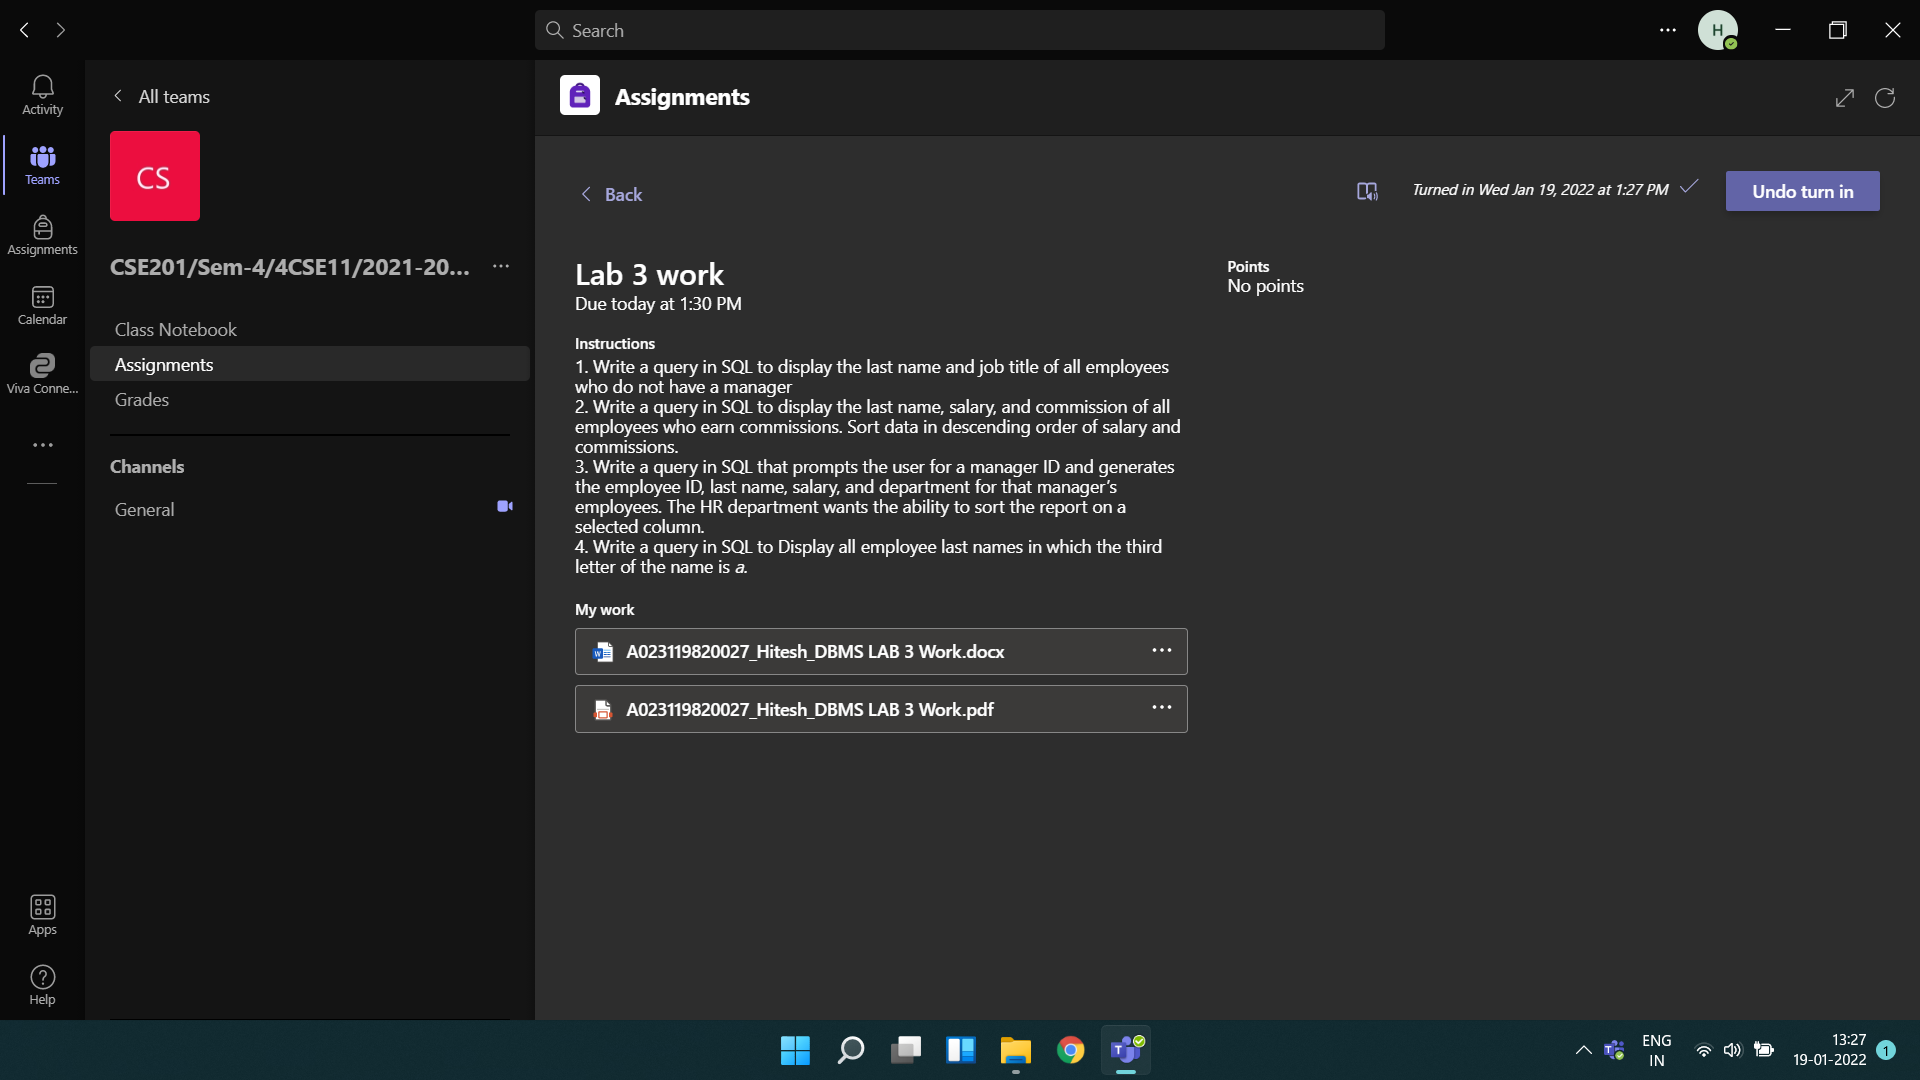 Search
H
Activity
Teams
Assignments
Calendar
Viva Conne...
Apps
Help
All teams
CS
CSE201/Sem-4/4CSE11/2021-20...
Class Notebook
Assignments
Grades
Channels
General
Assignments
Back
Turned in Wed Jan 19, 2022 at 1:27 PM
Undo turn in
Lab 3 work
Due today at 1:30 PM
Points
No points
Instructions
1. Write a query in SQL to display the last name and job title of all employees
who do not have a manager
2. Write a query in SQL to display the last name, salary, and commission of all
employees who earn commissions. Sort data in descending order of salary and
commissions.
3. Write a query in SQL that prompts the user for a manager ID and generates
the employee ID, last name, salary, and department for that manager’s
employees. The HR department wants the ability to sort the report on a
selected column.
4. Write a query in SQL to Display all employee last names in which the third
letter of the name is a.
My work
A023119820027_Hitesh_DBMS LAB 3 Work.docx
A023119820027_Hitesh_DBMS LAB 3 Work.pdf
ENG
IN
13:27
19-01-2022
1